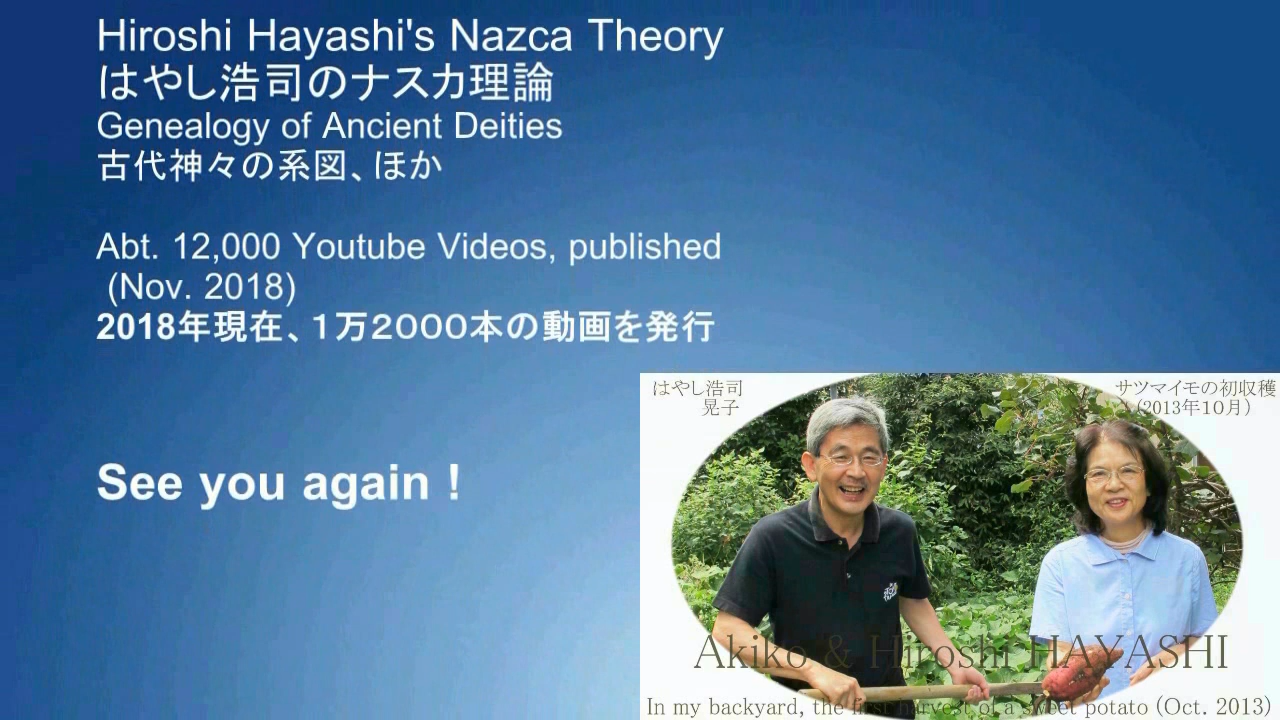 Hiroshi Hayashi's Nazca Theory
はやし浩司のナスカ理論
Genealogy of Ancient Deities
古代神々の系図、ほか
Abt. 12,000 Youtube Videos, published
(Nov. 2018)
2018年現在、１万２０００本の動画を発行
See you again !
はやし浩司
晃子
サツマイモの初収穫
(2013年10月)
Akiko & Hiroshi HAYASHI
In my backyard, the first harvest of a sweet potato (Oct. 2013)